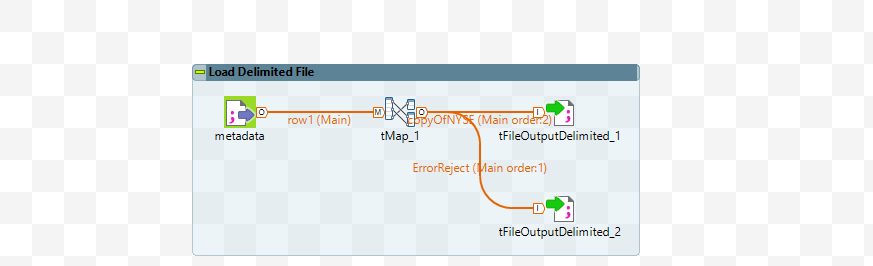 Load Delimited File
row1 (Main)
copyOfNYSE (Main order:2)
metadata
tMap_1
tFileOutputDelimited_1
ErrorReject (Main order:1)
tFileOutputDelimited_2
O
M
O
I
I